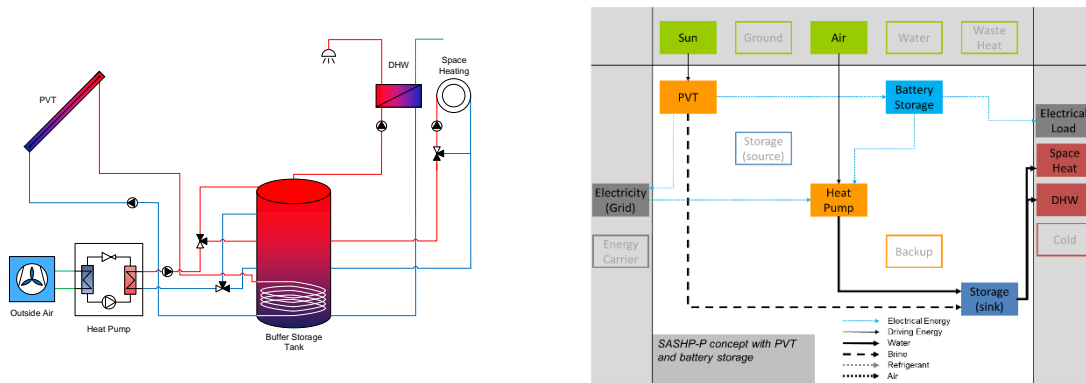 DHW
Space
Heating
PVT
Outside Air
Heat Pump
Buffer Storage
Tank
Sun
Ground
Air
Water
Waste
Heat
PVT
Battery
Storage
Electrical
Load
Storage
(source)
Space
Heat
Electricity
(Grid)
Heat
Pump
DHW
Energy
Carrier
Backup
Cold
Storage
(sink)
SASHP-P concept with PVT
and battery storage
Electrical Energy
Driving Energy
Water
Brine
Refrigerant
Air